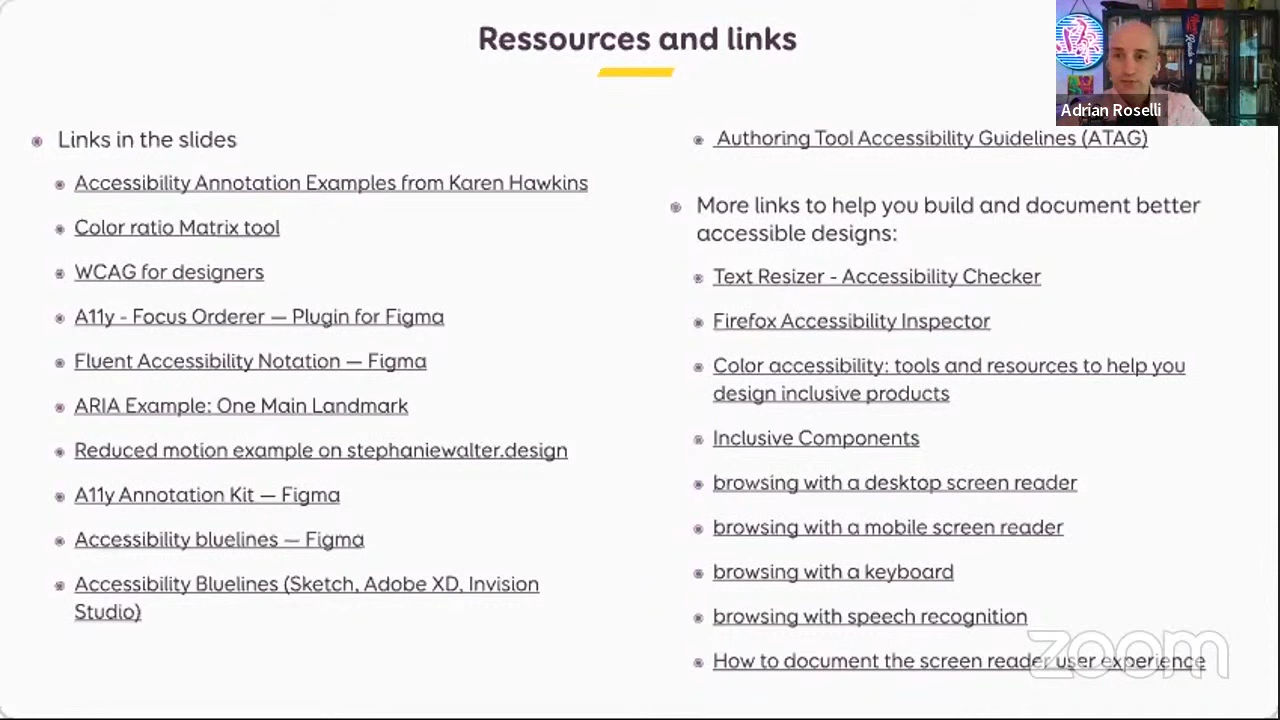 Ressources and links
Adrian Roselli
Links in the slides
Accessibility Annotation Examples from Karen Hawkins
Color ratio Matrix tool
WCAG for designers
A11y - Focus Orderer — Plugin for Figma
Fluent Accessibility Notation — Figma
ARIA Example: One Main Landmark
Reduced motion example on stephaniewalter.design
A11y Annotation Kit — Figma
Accessibility bluelines — Figma
Accessibility Bluelines (Sketch, Adobe XD, Invision
Studio)
Authoring Tool Accessibility Guidelines (ATAG)
More links to help you build and document better
accessible designs:
Text Resizer - Accessibility Checker
Firefox Accessibility Inspector
Color accessibility: tools and resources to help you
design inclusive products
Inclusive Components
browsing with a desktop screen reader
browsing with a mobile screen reader
browsing with a keyboard
browsing with speech recognition
How to document the screen reader user experience
zoom